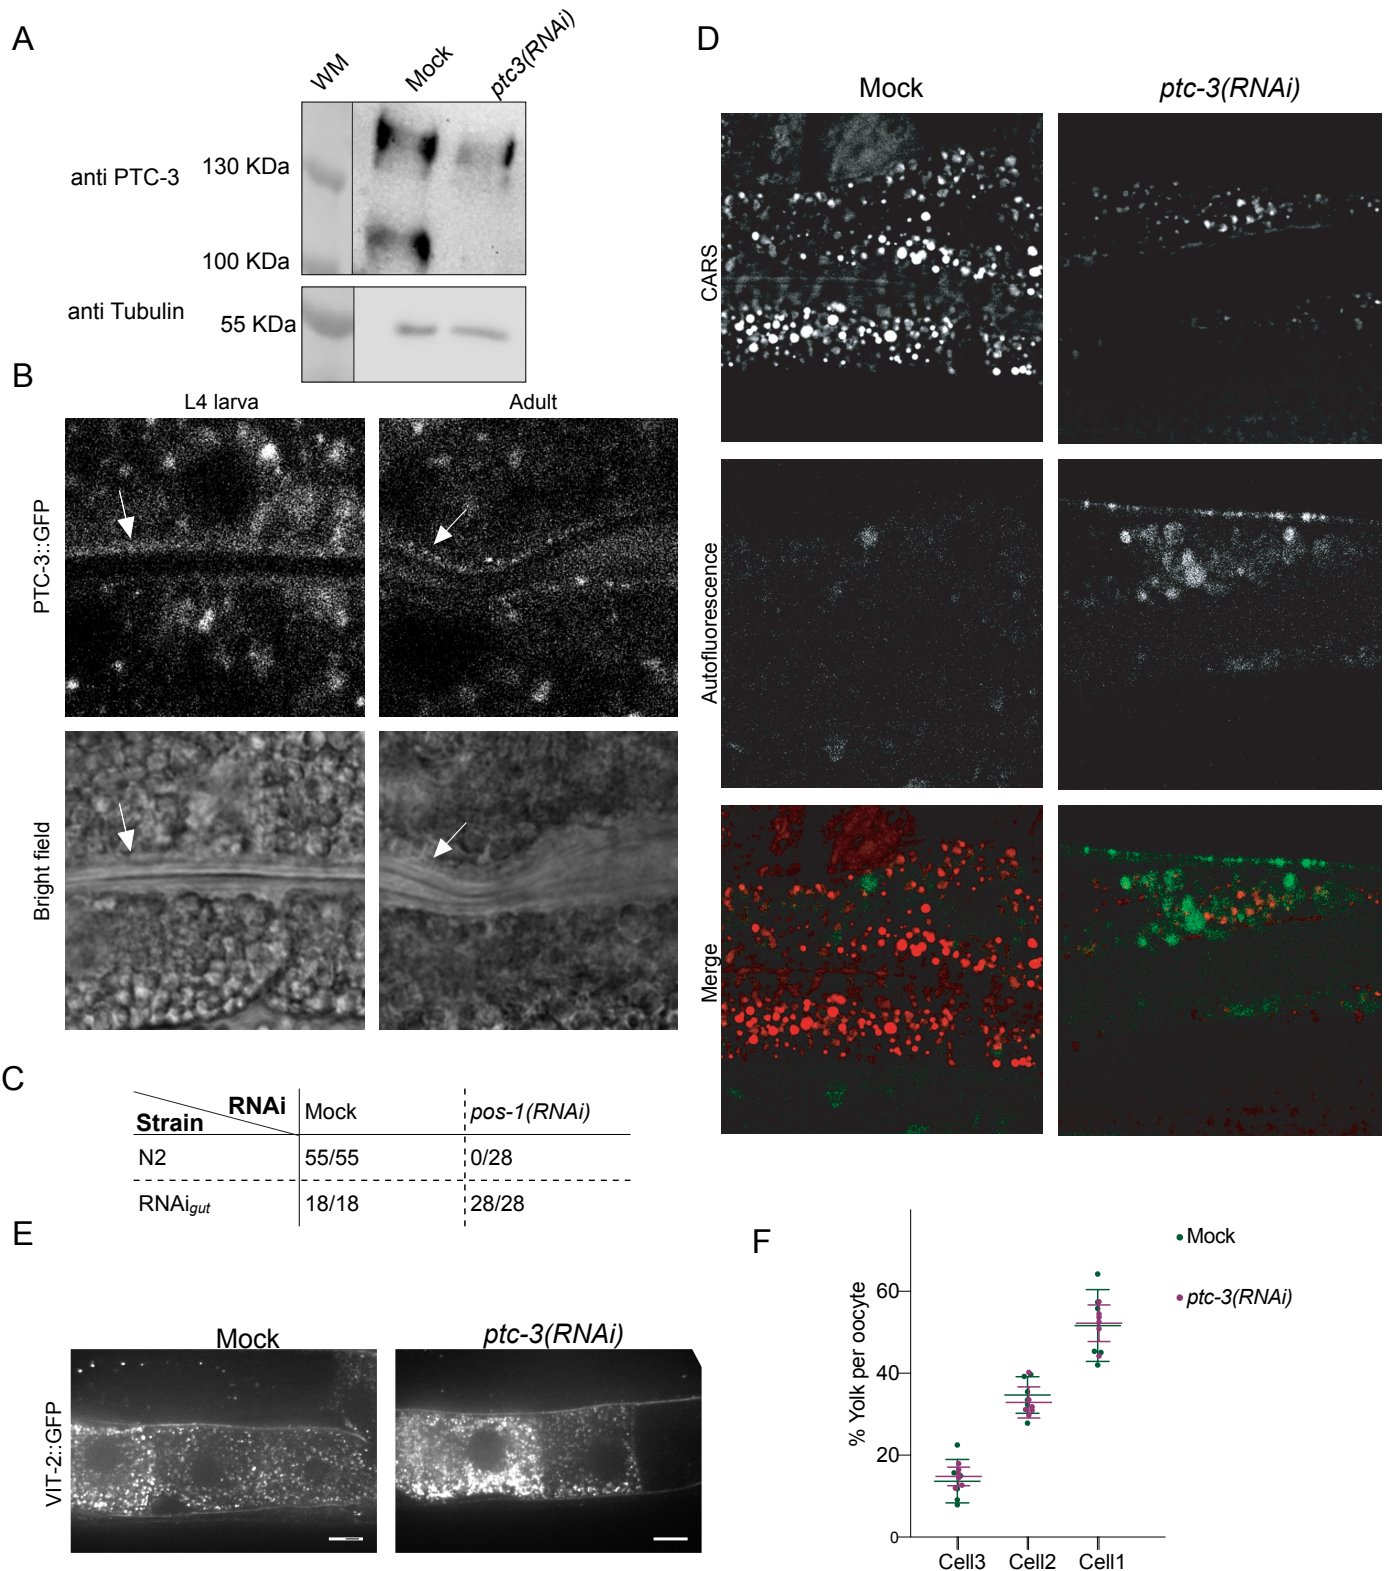 A
WM
Mock
ptc3(RNAi)
anti PTC-3
130 KDa
100 KDa
anti Tubulin
55 KDa
B
L4 larva
Adult
PTC-3::GFP
Bright field
C
RNAi
Strain
Mock
pos-1(RNAi)
N2
55/55
0/28
RNAigut
18/18
28/28
D
Mock
ptc-3(RNAi)
CARS
Autofluorescence
Merge
E
Mock
ptc-3(RNAi)
VIT-2::GFP
F
% Yolk per oocyte
60
40
20
0
Cell3
Cell2
Cell1
Mock
ptc-3(RNAi)